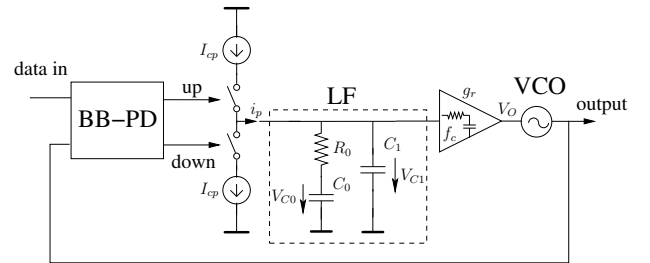 I_cp
data in
up
BB–PD
down
I_cp
i_p
LF
R_0
C_0
V_C0
C_1
V_C1
g_r
f_c
V_O
VCO
output